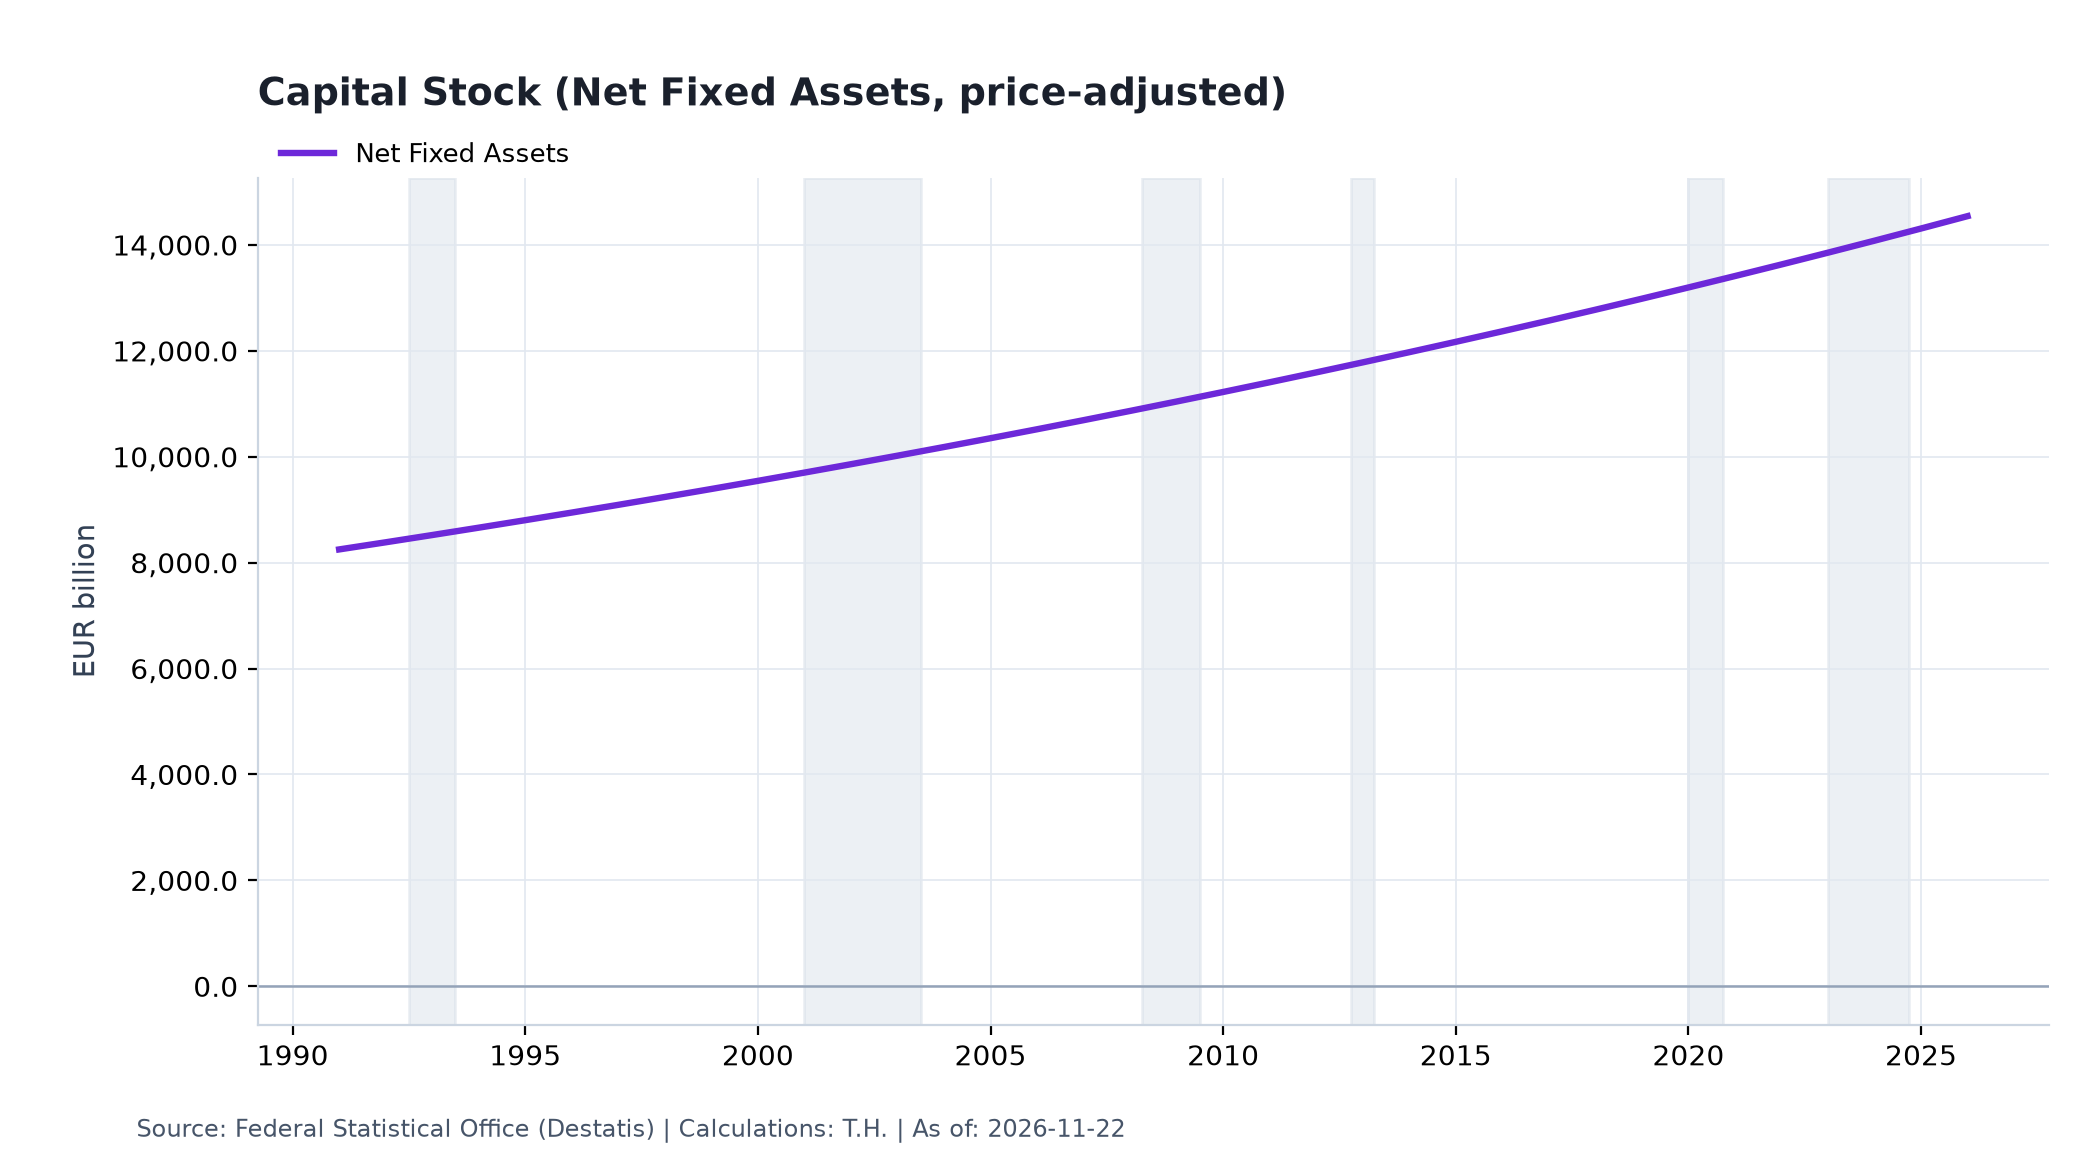 Capital Stock (Net Fixed Assets, price-adjusted)
Net Fixed Assets
EUR billion
14,000.0
12,000.0
10,000.0
8,000.0
6,000.0
4,000.0
2,000.0
0.0
1990 1995 2000 2005 2010 2015 2020 2025
Source: Federal Statistical Office (Destatis) | Calculations: T.H. | As of: 2026-11-22